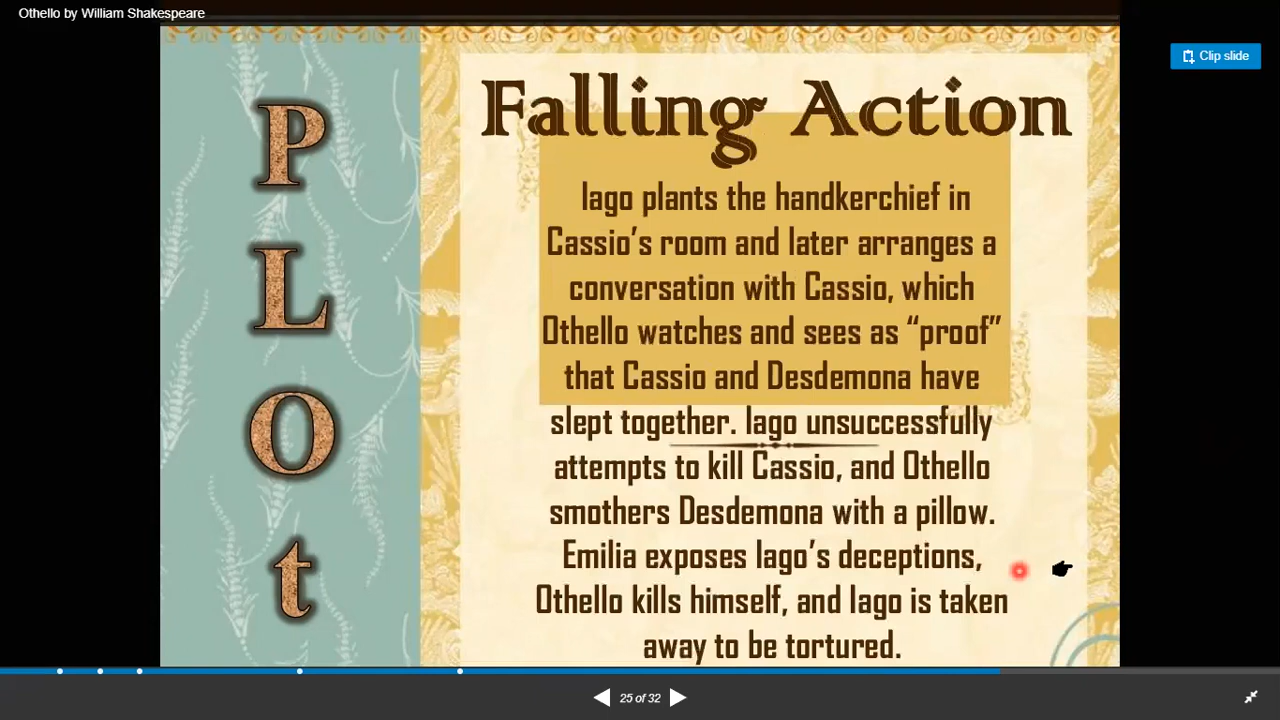 Othello by William Shakespeare
Clip slide
PLOt
Falling Action
Iago plants the handkerchief in
Cassio’s room and later arranges a
conversation with Cassio, which
Othello watches and sees as “proof”
that Cassio and Desdemona have
slept together. Iago unsuccessfully
attempts to kill Cassio, and Othello
smothers Desdemona with a pillow.
Emilia exposes Iago’s deceptions,
Othello kills himself, and Iago is taken
away to be tortured.
25 of 32